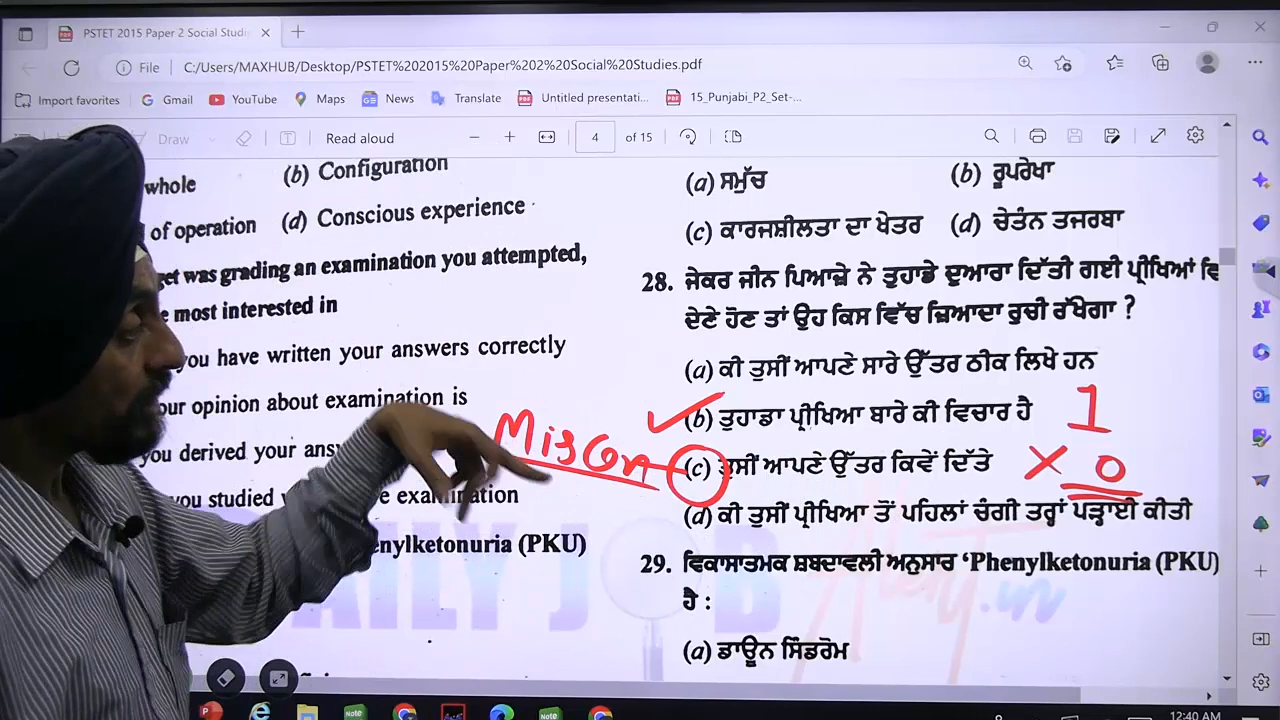 PSTET 2015 Paper 2 Social Studi
File C:/Users/MAXHUB/Desktop/PSTET%202015%20Paper%202%20Social%20Studies.pdf
Import favorites Gmail YouTube Maps News Translate Untitled presentati... 15_Punjabi_P2_Set-...
Draw Read aloud 4 of 15
whole (b) Configuration
of operation (d) Conscious experience
get was grading an examination you attempted,
e most interested in
you have written your answers correctly
our opinion about examination is
you derived your ans
you studied e examination
enylketonuria (PKU)
(a) ਸਮੁੱਚ (b) ਰੂਪਰੇਖਾ
(c) ਕਾਰਜਸ਼ੀਲਤਾ ਦਾ ਖੇਤਰ (d) ਚੇਤੰਨ ਤਜਰਬਾ
28. ਜੇਕਰ ਜੀਨ ਪਿਆਜ਼ੇ ਨੇ ਤੁਹਾਡੇ ਦੁਆਰਾ ਦਿੱਤੀ ਗਈ ਪ੍ਰੀਖਿਆਂ ਵਿ
ਦੇਣੇ ਹੋਣ ਤਾਂ ਉਹ ਕਿਸ ਵਿੱਚ ਜ਼ਿਆਦਾ ਰੁਚੀ ਰੱਖੇਗਾ ?
(a) ਕੀ ਤੁਸੀਂ ਆਪਣੇ ਸਾਰੇ ਉੱਤਰ ਠੀਕ ਲਿਖੇ ਹਨ
(b) ਤੁਹਾਡਾ ਪ੍ਰੀਖਿਆ ਬਾਰੇ ਕੀ ਵਿਚਾਰ ਹੈ 1
(c) ਤੁਸੀਂ ਆਪਣੇ ਉੱਤਰ ਕਿਵੇਂ ਦਿੱਤੇ X 0
(d) ਕੀ ਤੁਸੀਂ ਪ੍ਰੀਖਿਆ ਤੋਂ ਪਹਿਲਾਂ ਚੰਗੀ ਤਰ੍ਹਾਂ ਪੜ੍ਹਾਈ ਕੀਤੀ
29. ਵਿਕਾਸਾਤਮਕ ਸ਼ਬਦਾਵਲੀ ਅਨੁਸਾਰ 'Phenylketonuria (PKU)
ਹੈ :
(a) ਡਾਊਨ ਸਿੰਡਰੋਮ
12:40 AM